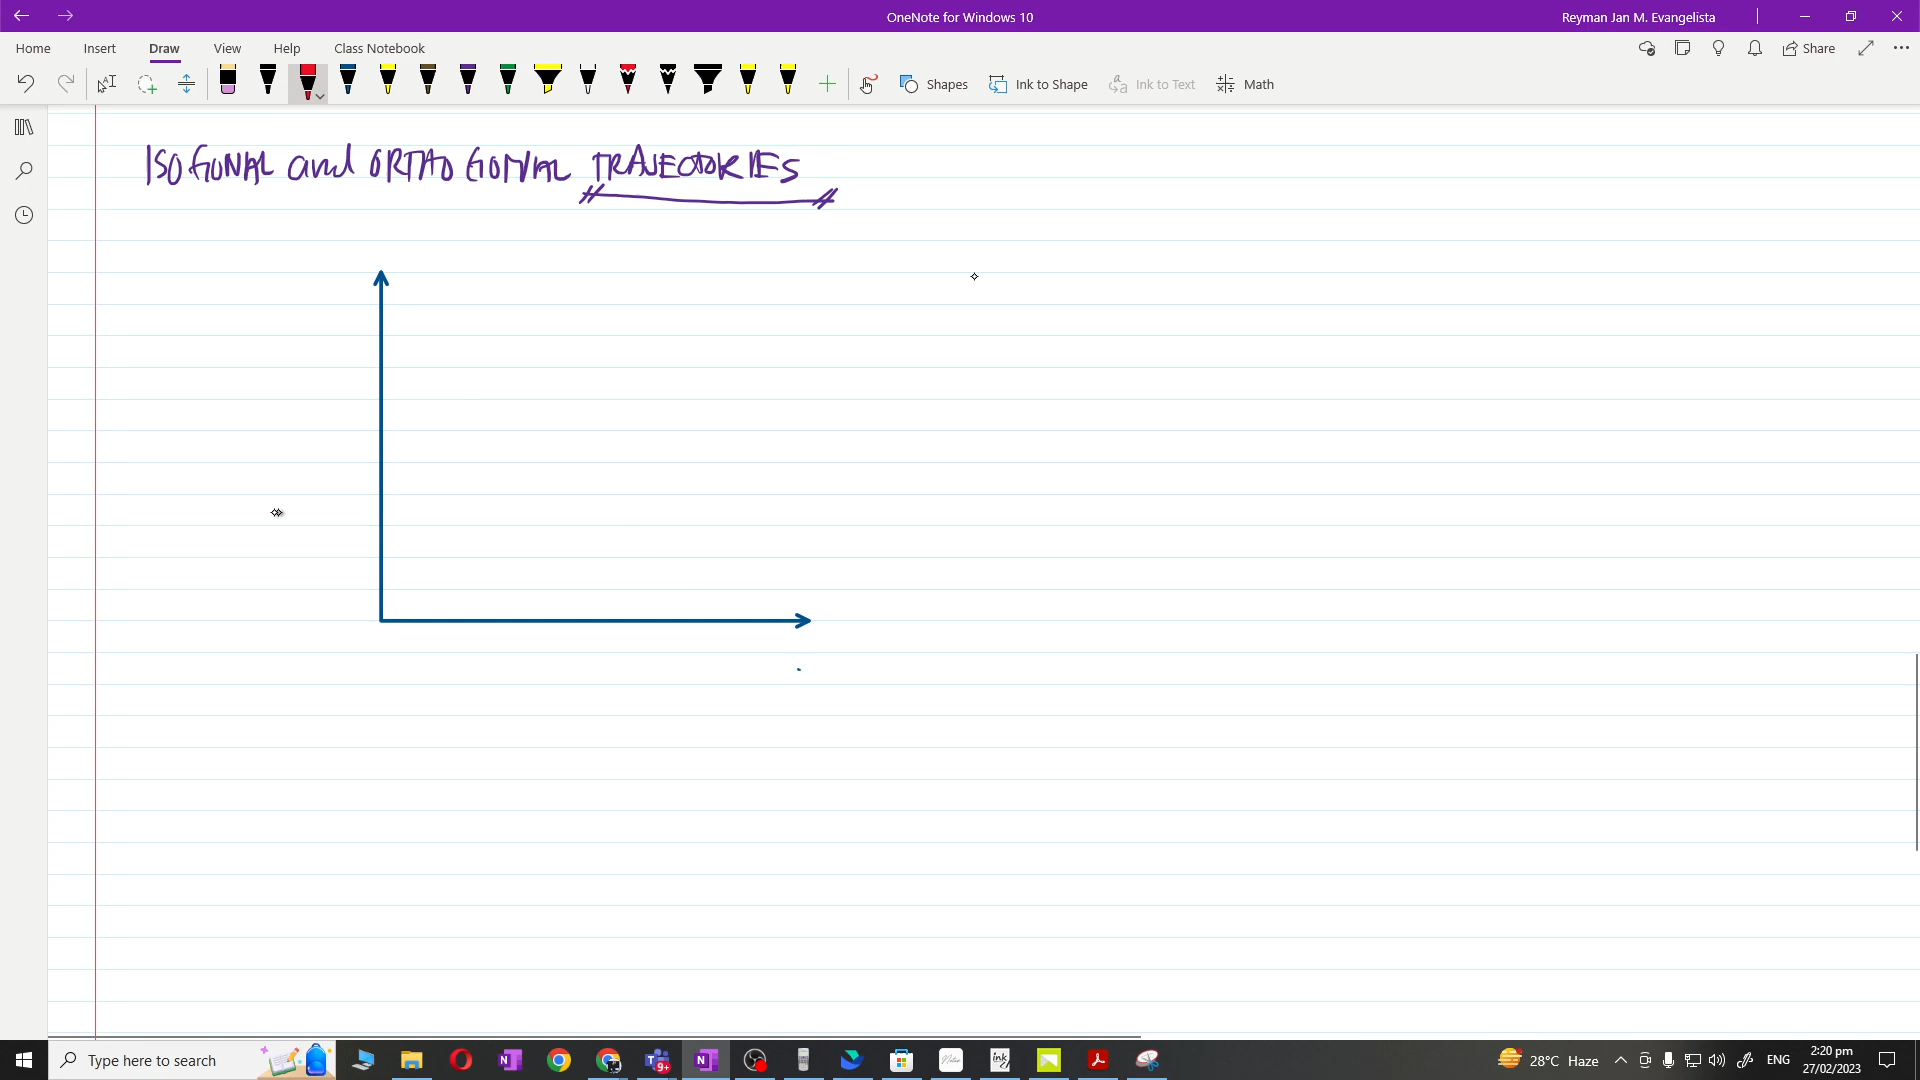 OneNote for Windows 10
Reyman Jan M. Evangelista
Home Insert Draw View Help Class Notebook
Share
Shapes Ink to Shape Ink to Text Math
ISOGONAL and ORTHOGONAL TRAJECTORIES
Type here to search
9+
28°C Haze
ENG
2:20 pm
27/02/2023